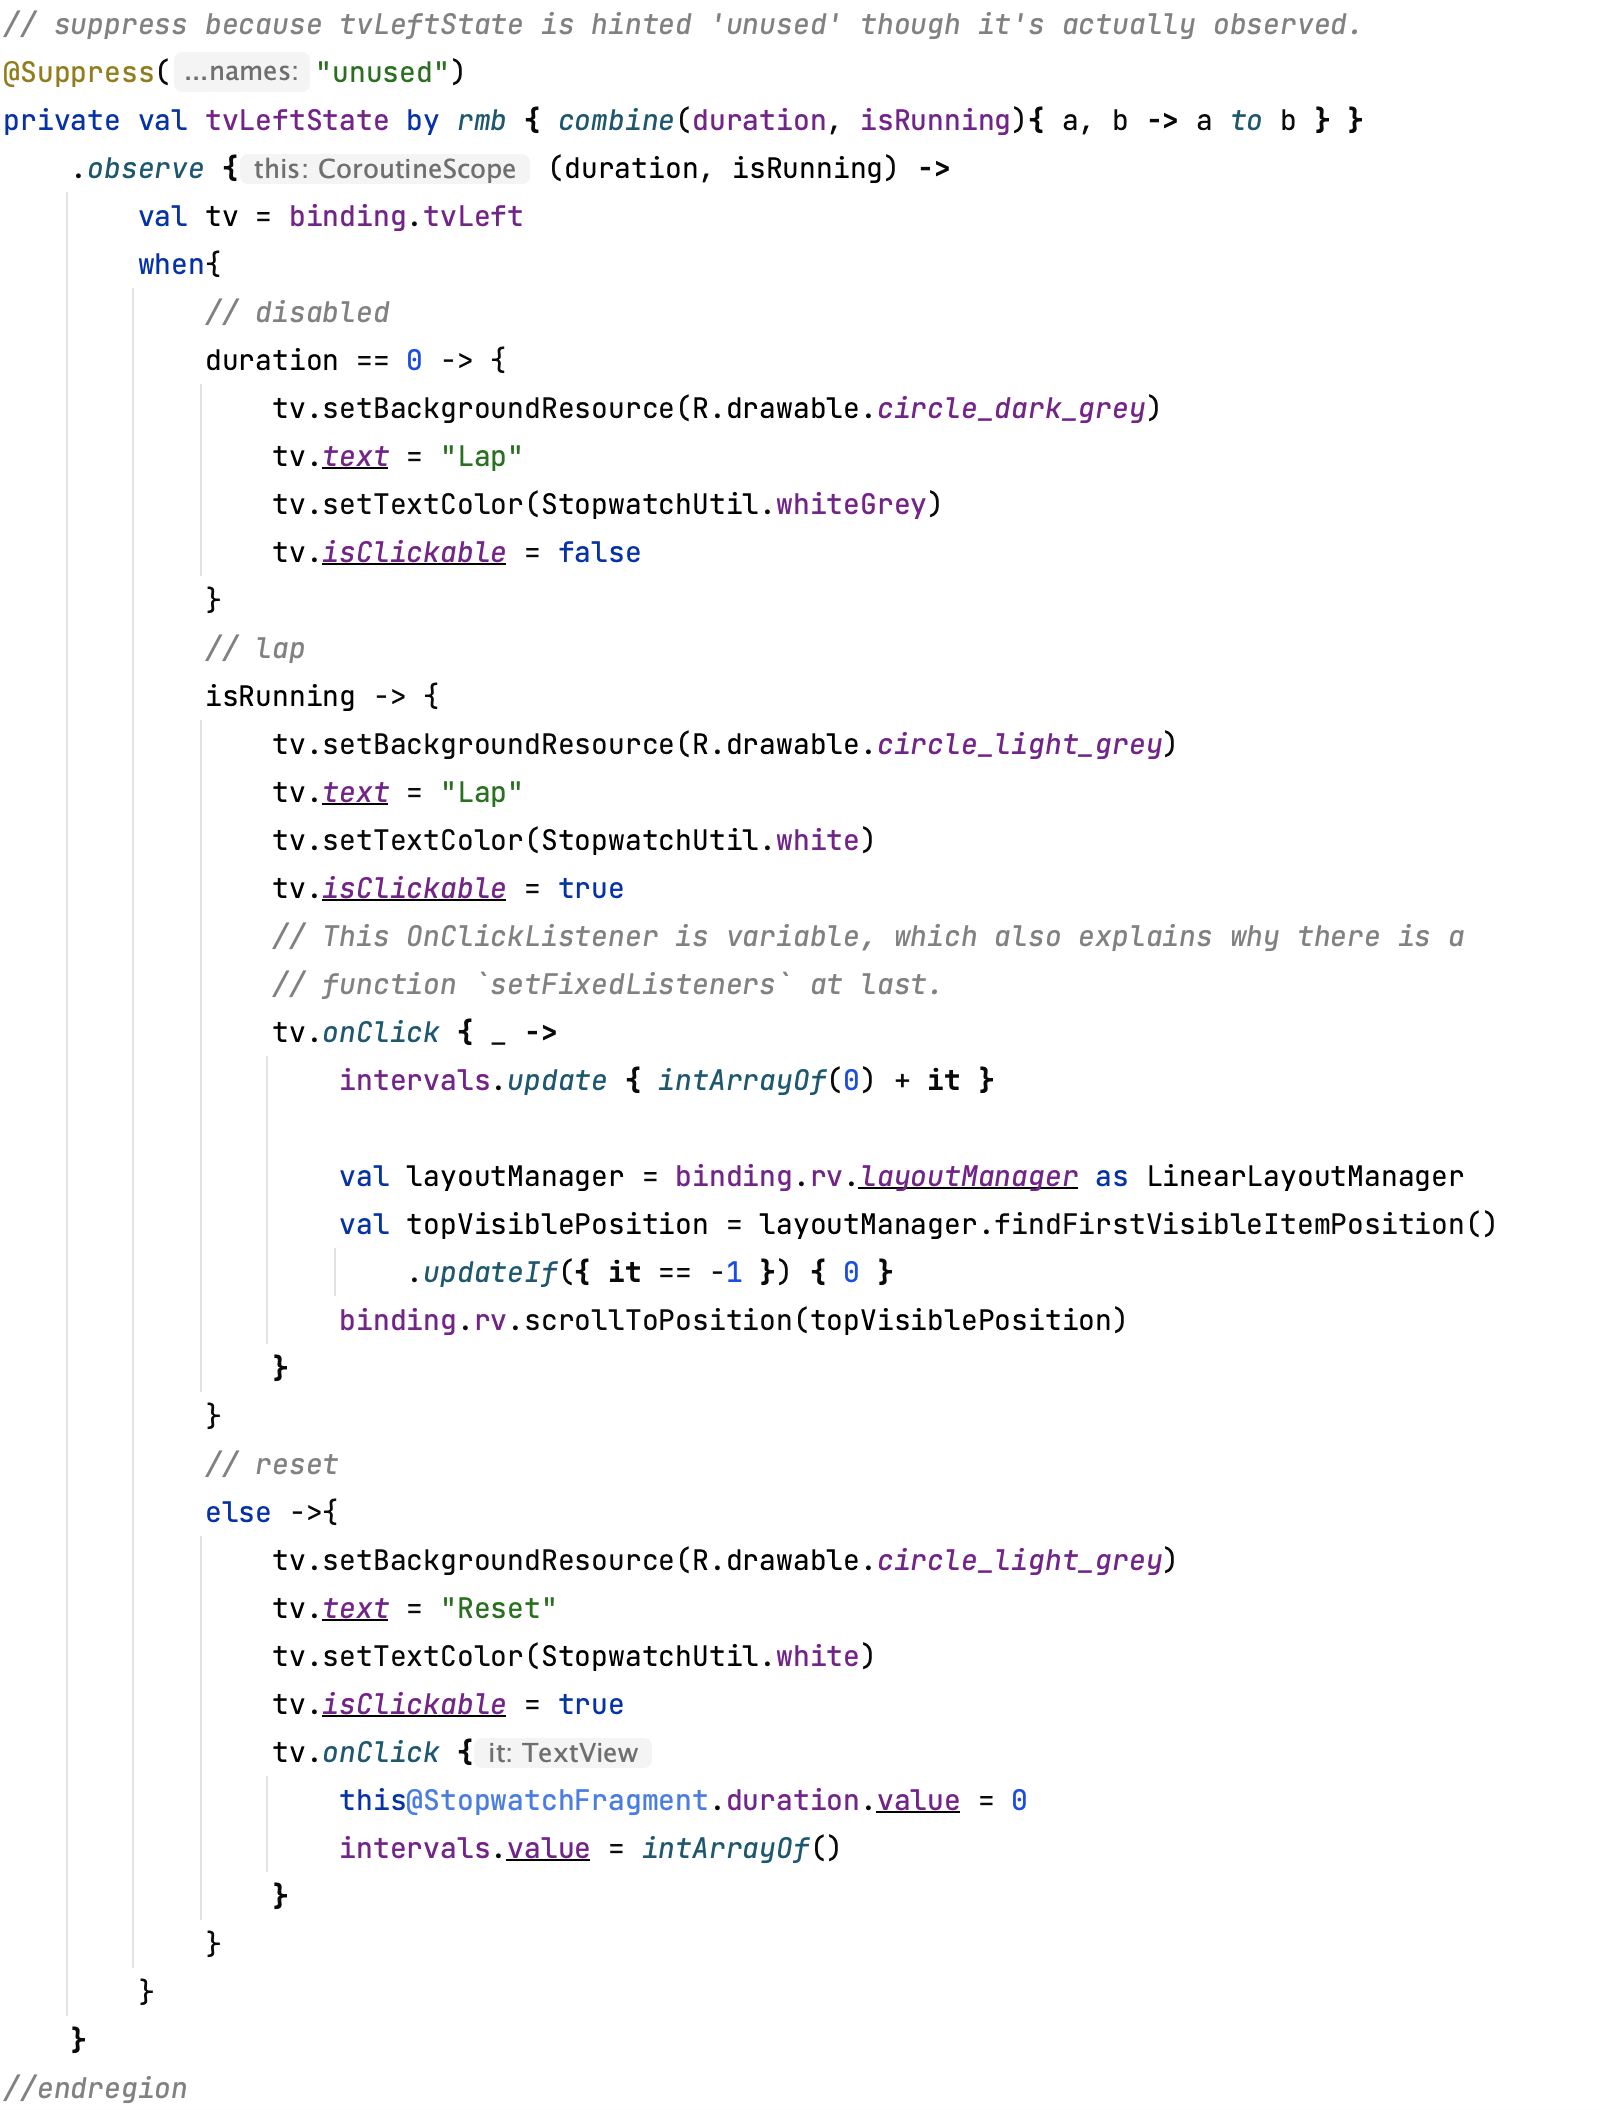 // suppress because tvLeftState is hinted 'unused' though it's actually observed.
@Suppress( ...names: "unused")
private val tvLeftState by rmb { combine(duration, isRunning){ a, b -> a to b } }
    .observe { this: CoroutineScope (duration, isRunning) ->
        val tv = binding.tvLeft
        when{
            // disabled
            duration == 0 -> {
                tv.setBackgroundResource(R.drawable.circle_dark_grey)
                tv.text = "Lap"
                tv.setTextColor(StopwatchUtil.whiteGrey)
                tv.isClickable = false
            }
            // lap
            isRunning -> {
                tv.setBackgroundResource(R.drawable.circle_light_grey)
                tv.text = "Lap"
                tv.setTextColor(StopwatchUtil.white)
                tv.isClickable = true
                // This OnClickListener is variable, which also explains why there is a
                // function `setFixedListeners` at last.
                tv.onClick { _ ->
                    intervals.update { intArrayOf(0) + it }

                    val layoutManager = binding.rv.layoutManager as LinearLayoutManager
                    val topVisiblePosition = layoutManager.findFirstVisibleItemPosition()
                        .updateIf({ it == -1 }) { 0 }
                    binding.rv.scrollToPosition(topVisiblePosition)
                }
            }
            // reset
            else ->{
                tv.setBackgroundResource(R.drawable.circle_light_grey)
                tv.text = "Reset"
                tv.setTextColor(StopwatchUtil.white)
                tv.isClickable = true
                tv.onClick { it: TextView
                    this@StopwatchFragment.duration.value = 0
                    intervals.value = intArrayOf()
                }
            }
        }
    }
//endregion